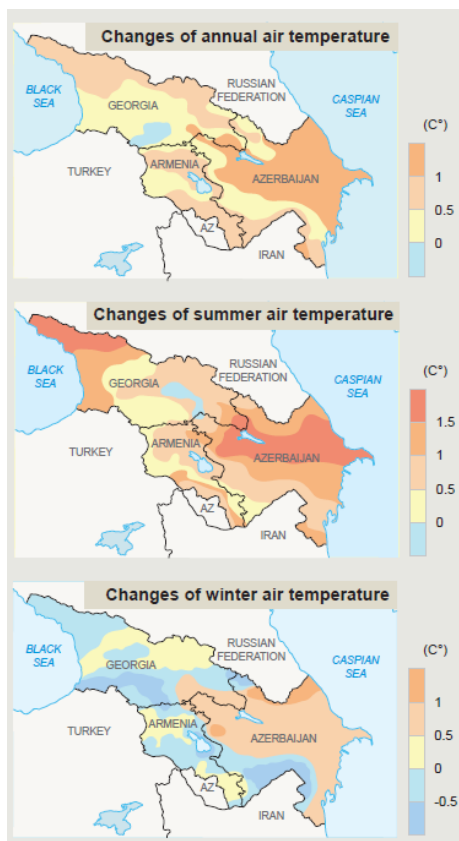 Changes of annual air temperature
BLACK
SEA
RUSSIAN
FEDERATION
CASPIAN
SEA
GEORGIA
(C°)
TURKEY
ARMENIA
AZERBAIJAN
1
0.5
0
AZ
IRAN
Changes of summer air temperature
BLACK
SEA
RUSSIAN
FEDERATION
CASPIAN
SEA
GEORGIA
(C°)
TURKEY
ARMENIA
AZERBAIJAN
1.5
1
0.5
0
AZ
IRAN
Changes of winter air temperature
BLACK
SEA
RUSSIAN
FEDERATION
CASPIAN
SEA
GEORGIA
(C°)
TURKEY
ARMENIA
AZERBAIJAN
1
0.5
0
-0.5
AZ
IRAN